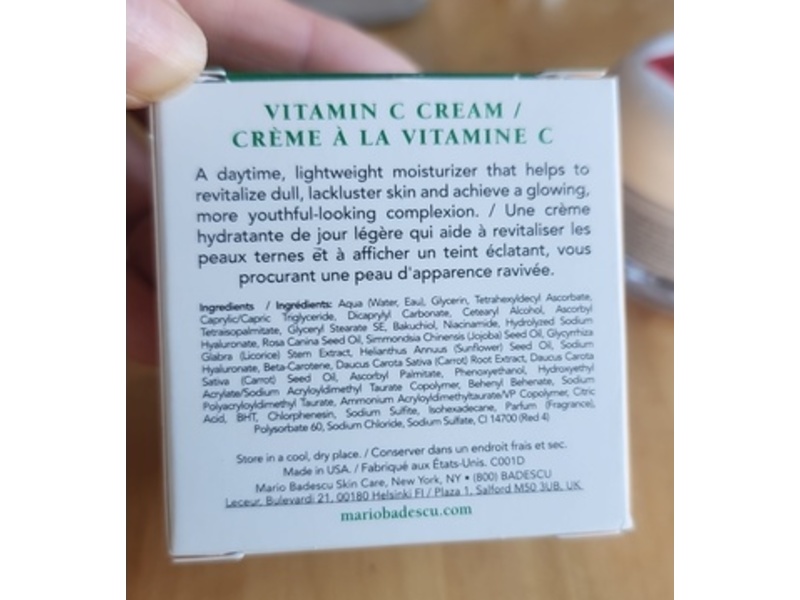 VITAMIN C CREAM /
CRÈME À LA VITAMINE C
A daytime, lightweight moisturizer that helps to
revitalize dull, lackluster skin and achieve a glowing,
more youthful-looking complexion. / Une crème
hydratante de jour légère qui aide à revitaliser les
peaux ternes et à afficher un teint éclatant, vous
procurant une peau d'apparence ravivée.
Ingredients / Ingrédients: Aqua (Water, Eau), Glycerin, Tetrahexyldecyl Ascorbate,
Caprylic/Capric Triglyceride, Dicaprylyl Carbonate, Cetearyl Alcohol, Ascorbyl
Tetraisopalmitate, Glyceryl Stearate SE, Bakuchiol, Niacinamide, Hydrolyzed Sodium
Hyaluronate, Rosa Canina Seed Oil, Simmondsia Chinensis (Jojoba) Seed Oil, Glycyrrhiza
Glabra (Licorice) Stem Extract, Helianthus Annuus (Sunflower) Seed Oil, Sodium
Hyaluronate, Beta-Carotene, Daucus Carota Sativa (Carrot) Root Extract, Daucus Carota
Sativa (Carrot) Seed Oil, Ascorbyl Palmitate, Phenoxyethanol, Hydroxyethyl
Acrylate/Sodium Acryloyldimethyl Taurate Copolymer, Behenyl Behenate, Sodium
Polyacryloyldimethyl Taurate, Ammonium Acryloyldimethyltaurate/VP Copolymer, Citric
Acid, BHT, Chlorphenesin, Sodium Sulfite, Isohexadecane, Parfum (Fragrance),
Polysorbate 60, Sodium Chloride, Sodium Sulfate, CI 14700 (Red 4)
Store in a cool, dry place. / Conserver dans un endroit frais et sec.
Made in USA. / Fabriqué aux États-Unis. C001D
Mario Badescu Skin Care, New York, NY • (800) BADESCU
Leceur, Bulevardi 21, 00180 Helsinki FI / Plaza 1, Salford M50 3UB, UK
mariobadescu.com